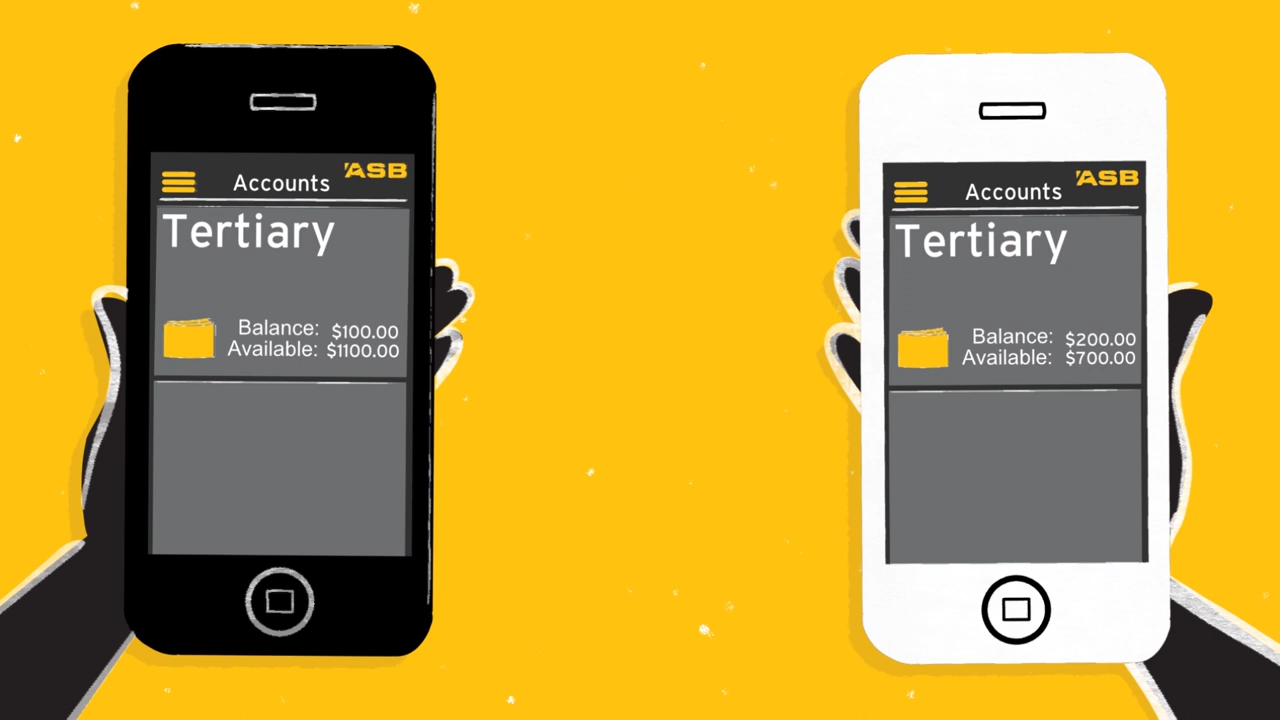 ASB
Accounts
Tertiary
Balance: $100.00
Available: $1100.00
ASB
Accounts
Tertiary
Balance: $200.00
Available: $700.00